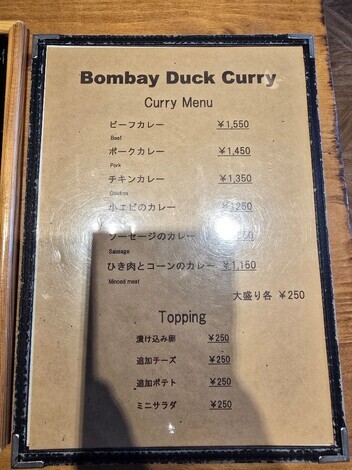 Bombay Duck Curry
Curry Menu
ビーフカレー ¥1,550
Beef
ポークカレー ¥1,450
Pork
チキンカレー ¥1,350
Chicken
小エビのカレー 250
ソーセージのカレー
Sausage
ひき肉とコーンのカレー ¥1,150
Minced meat
大盛り各 ¥250
Topping
漬け込み卵 ¥250
追加チーズ ¥250
追加ポテト ¥250
ミニサラダ ¥250